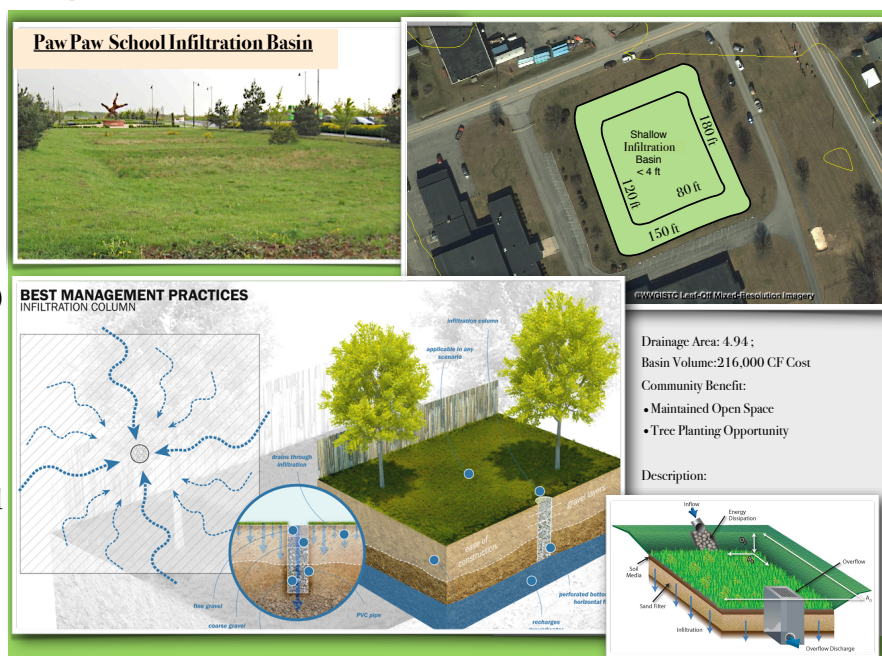 Paw Paw School Infiltration Basin
Shallow
Infiltration
Basin
< 4 ft
180 ft
120 ft
80 ft
150 ft
©WVGISTC Leaf-Off Mixed-Resolution Imagery
BEST MANAGEMENT PRACTICES
INFILTRATION COLUMN
infiltration column
applicable in any
scenario
drains through
infiltration
gravel layers
ease of
construction
fine gravel
coarse gravel
PVC pipe
perforated bottom
recharges
Drainage Area: 4.94 ;
Basin Volume:216,000 CF Cost
Community Benefit:
• Maintained Open Space
• Tree Planting Opportunity
Description:
Inflow
Energy
Dissipation
Overflow
Soil
Media
Sand Filter
Infiltration
Overflow Discharge